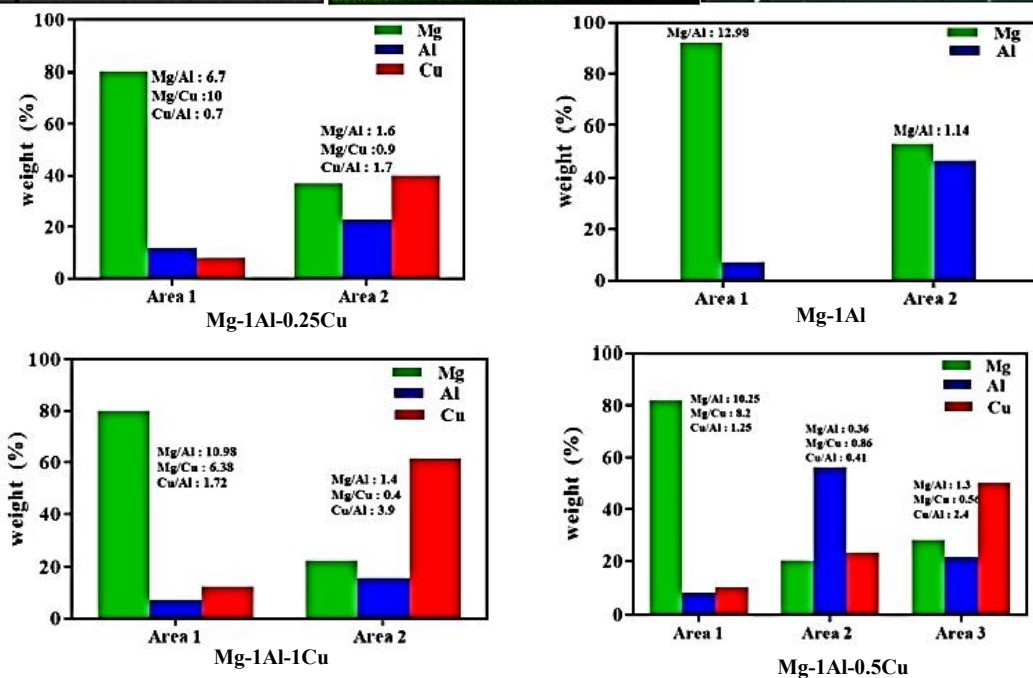 Mg
Al
Cu
Mg/Al : 6.7
Mg/Cu :10
Cu/Al : 0.7
Mg/Al : 1.6
Mg/Cu :0.9
Cu/Al : 1.7
weight (%)
100
80
60
40
20
0
Area 1
Area 2
Mg-1Al-0.25Cu
Mg
Al
Mg/Al : 12.98
Mg/Al : 1.14
weight (%)
100
80
60
40
20
0
Area 1
Area 2
Mg-1Al
Mg
Al
Cu
Mg/Al : 10.98
Mg/Cu : 6.38
Cu/Al : 1.72
Mg/Al : 1.4
Mg/Cu : 0.4
Cu/Al : 3.9
weight (%)
100
80
60
40
20
0
Area 1
Area 2
Mg-1Al-1Cu
Mg
Al
Cu
Mg/Al : 10.25
Mg/Cu : 8.2
Cu/Al : 1.25
Mg/Al : 0.36
Mg/Cu : 0.86
Cu/Al : 0.41
Mg/Al : 1.3
Mg/Cu : 0.56
Cu/Al : 2.4
weight (%)
100
80
60
40
20
0
Area 1
Area 2
Area 3
Mg-1Al-0.5Cu